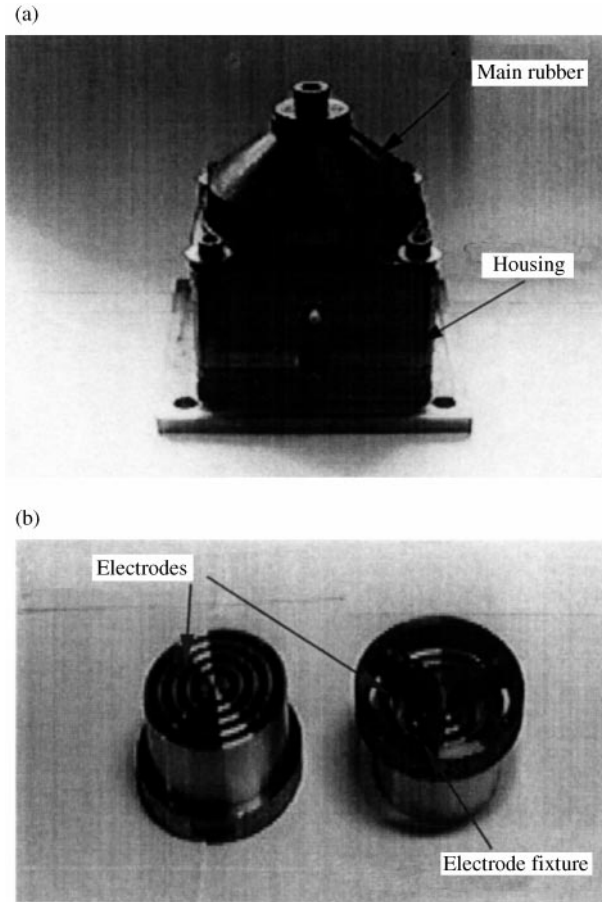 (a)
Main rubber
Housing
(b)
Electrodes
Electrode fixture